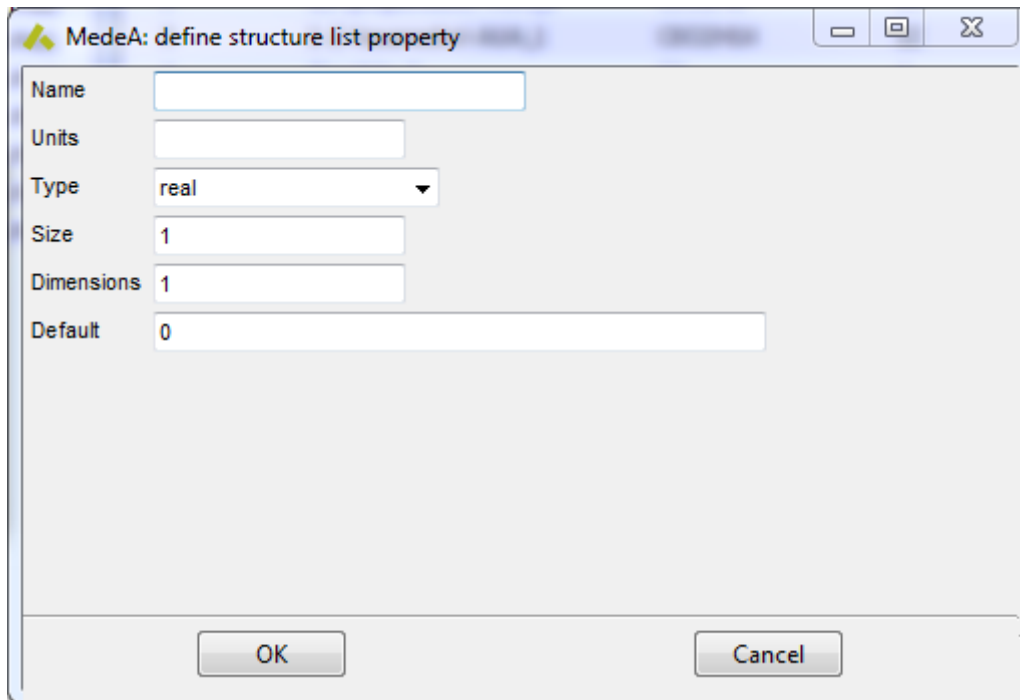 MedeA: define structure list property
Name
Units
Type real
Size 1
Dimensions 1
Default 0
OK Cancel